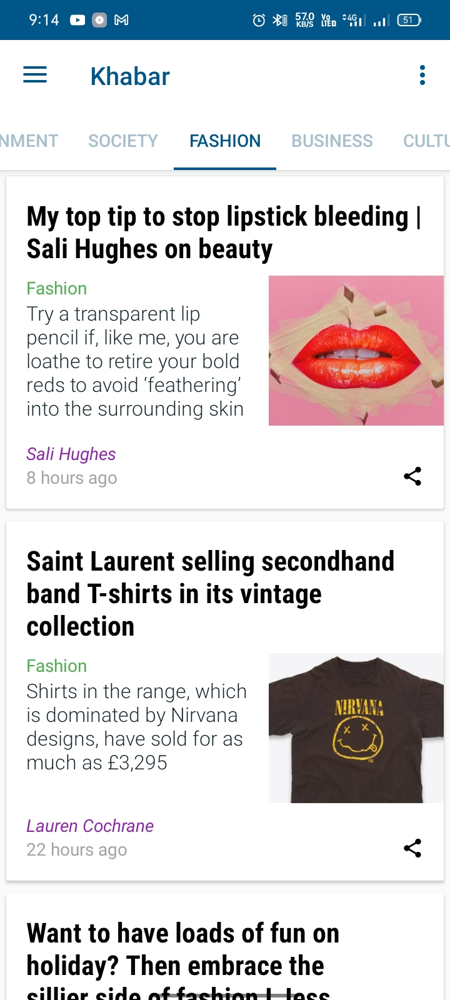 9:14
57.0
KB/S
Vo
LTED
4G
51
Khabar
NMENT SOCIETY FASHION BUSINESS CULTU
My top tip to stop lipstick bleeding |
Sali Hughes on beauty
Fashion
Try a transparent lip
pencil if, like me, you are
loathe to retire your bold
reds to avoid ‘feathering’
into the surrounding skin
Sali Hughes
8 hours ago
Saint Laurent selling secondhand
band T-shirts in its vintage
collection
Fashion
Shirts in the range, which
is dominated by Nirvana
designs, have sold for as
much as £3,295
NIRVANA
Lauren Cochrane
22 hours ago
Want to have loads of fun on
holiday? Then embrace the
sillier side of fashion | Jess